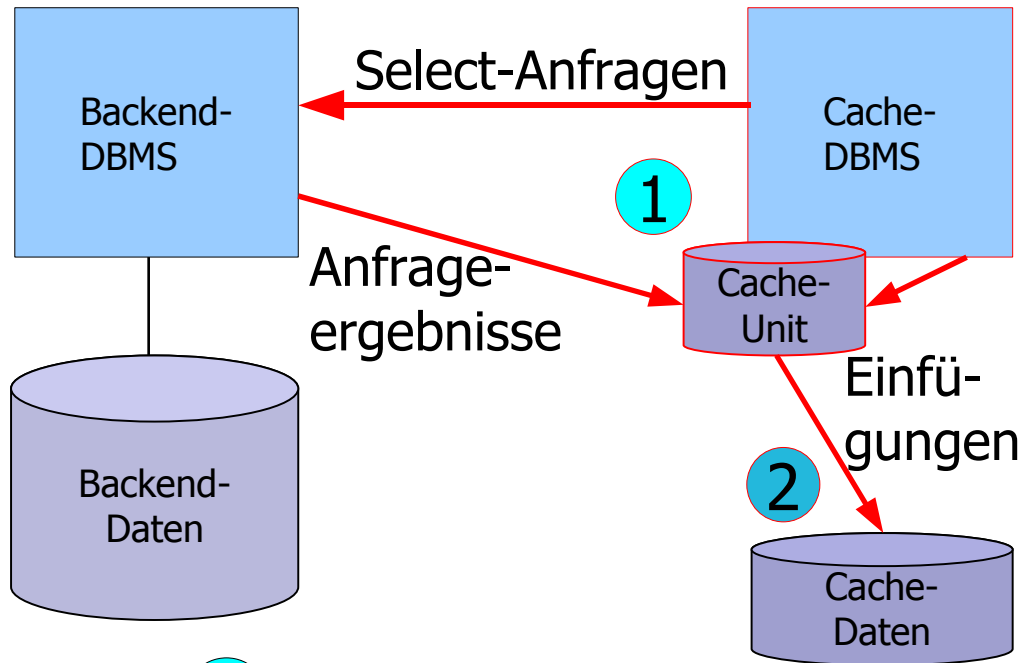 Select-Anfragen
Backend-
DBMS
Cache-
DBMS
1
Anfrage-
ergebnisse
Cache-
Unit
Einfü-
gungen
Backend-
Daten
2
Cache-
Daten